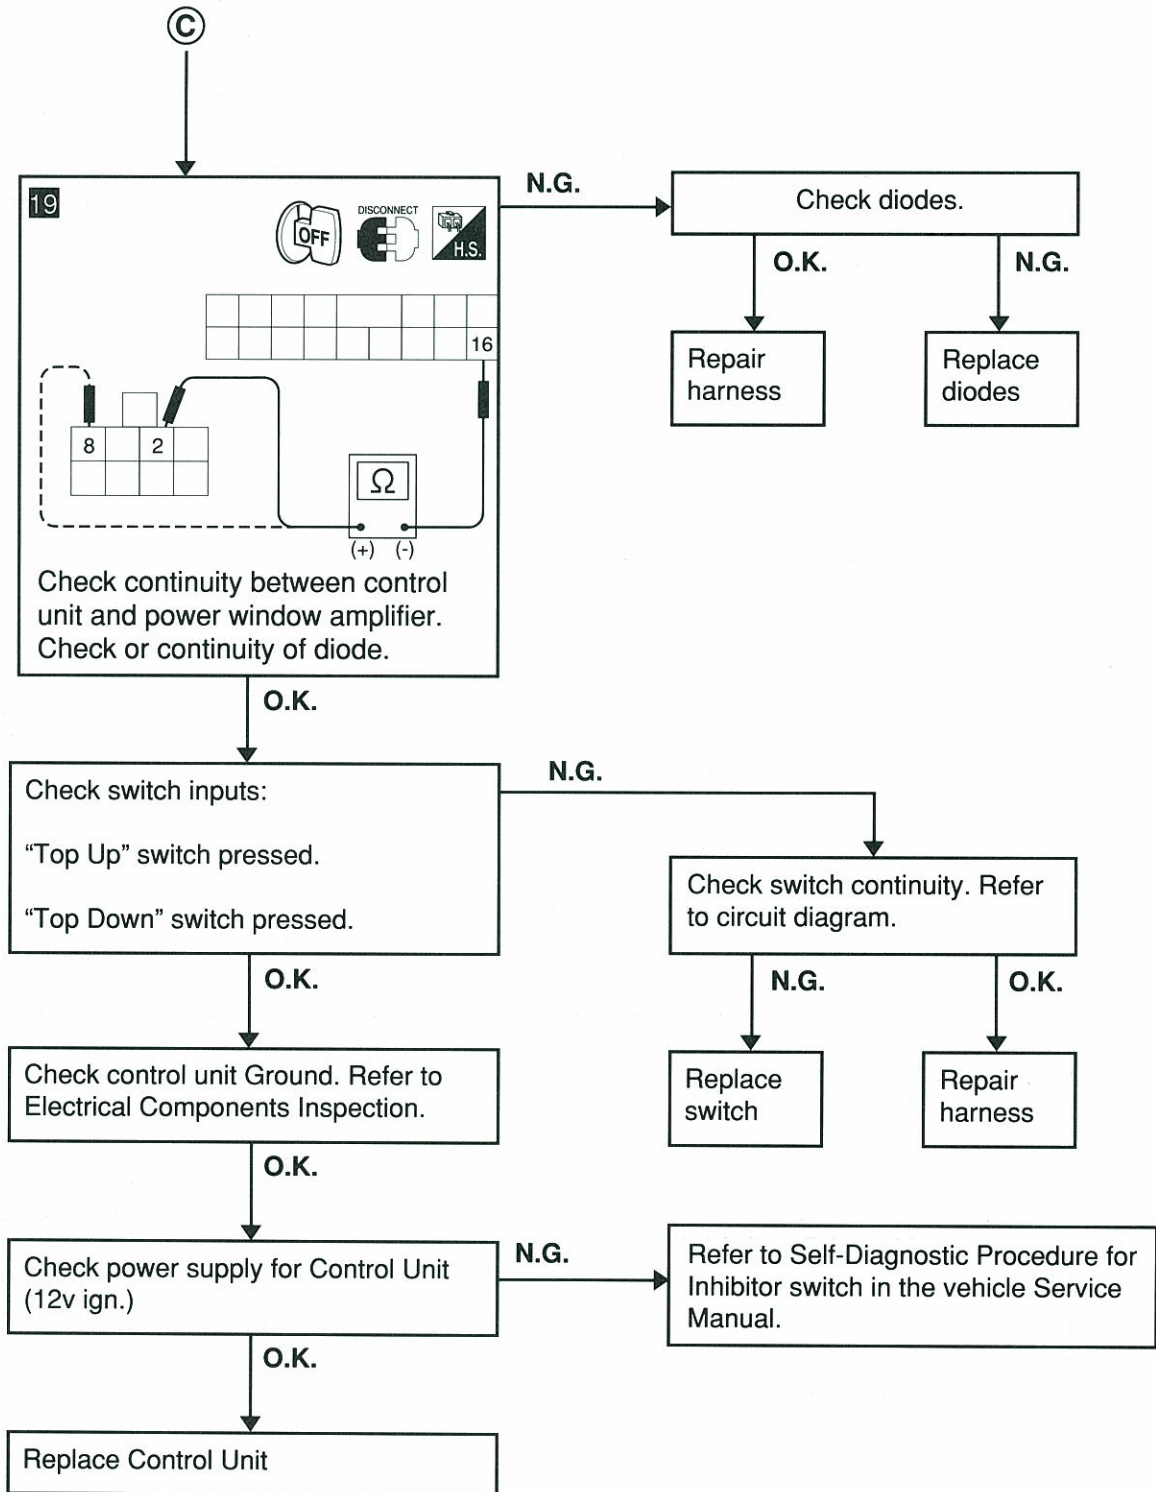 C
19
OFF
DISCONNECT
H.S.
16
8 2
Ω
(+) (-)
Check continuity between control
unit and power window amplifier.
Check or continuity of diode.
N.G.
Check diodes.
O.K.
N.G.
Repair
harness
Replace
diodes
O.K.
Check switch inputs:
“Top Up” switch pressed.
“Top Down” switch pressed.
N.G.
Check switch continuity. Refer
to circuit diagram.
N.G.
O.K.
Replace
switch
Repair
harness
O.K.
Check control unit Ground. Refer to
Electrical Components Inspection.
O.K.
Check power supply for Control Unit
(12v ign.)
N.G.
Refer to Self-Diagnostic Procedure for
Inhibitor switch in the vehicle Service
Manual.
O.K.
Replace Control Unit